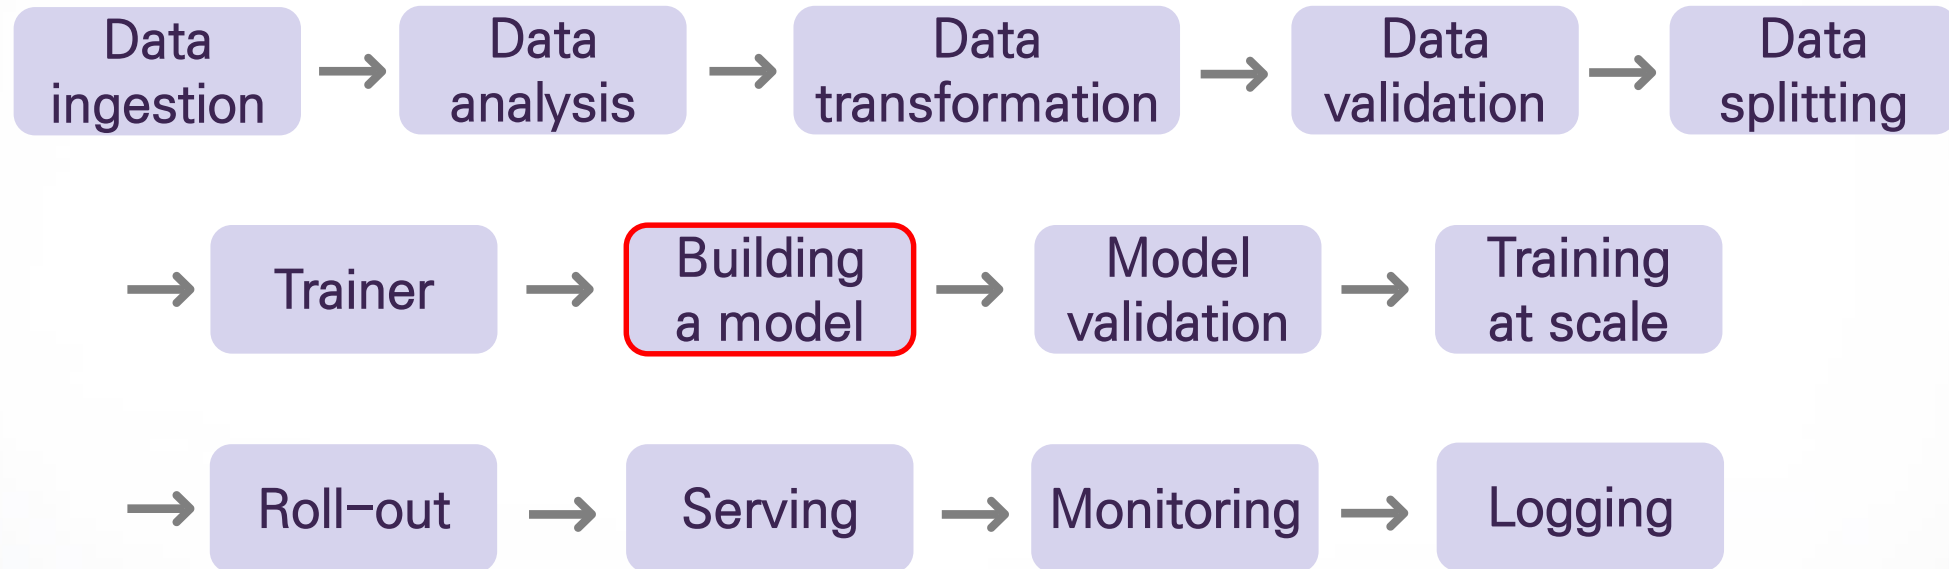 Data
ingestion
Data
analysis
Data
transformation
Data
validation
Data
splitting
Trainer
Building
a model
Model
validation
Training
at scale
Roll-out
Serving
Monitoring
Logging